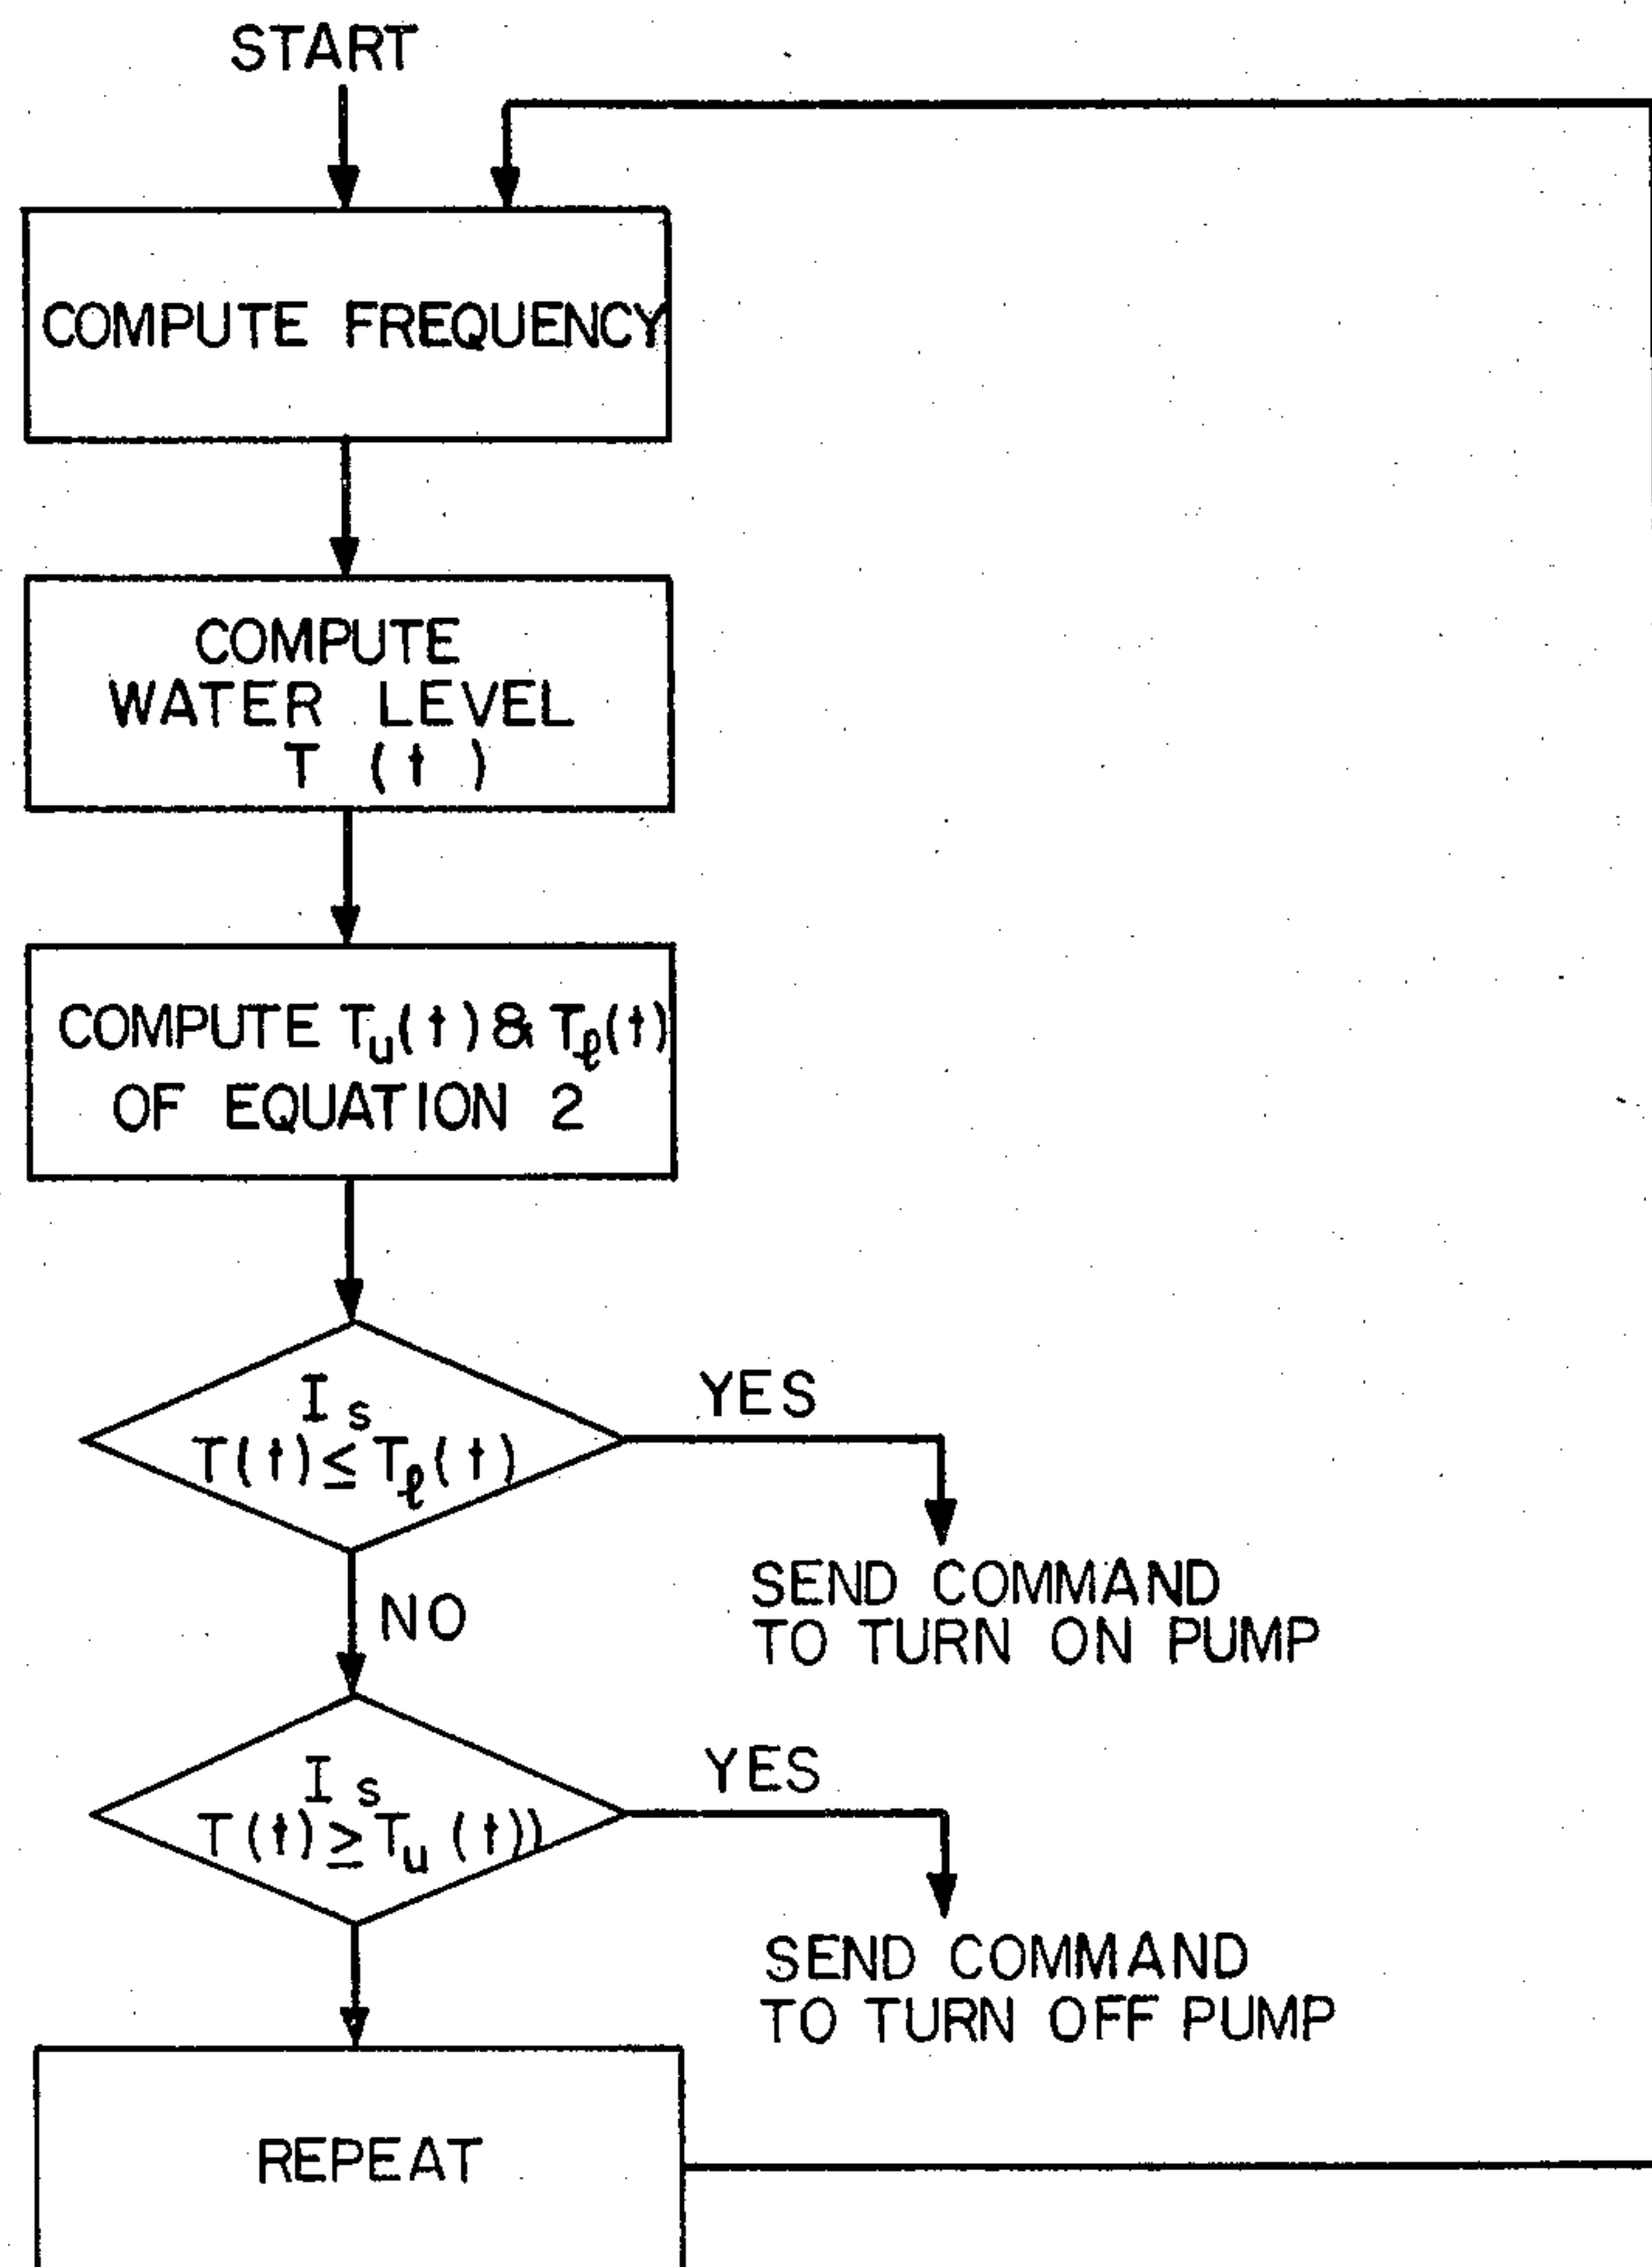 START
COMPUTE FREQUENCY
COMPUTE
WATER LEVEL
T (t )
COMPUTE Tu(t) & Tℓ(t)
OF EQUATION 2
Is
T(t) ≤ Tℓ(t)
YES
SEND COMMAND
TO TURN ON PUMP
NO
Is
T(t) ≥ Tu (t))
YES
SEND COMMAND
TO TURN OFF PUMP
REPEAT